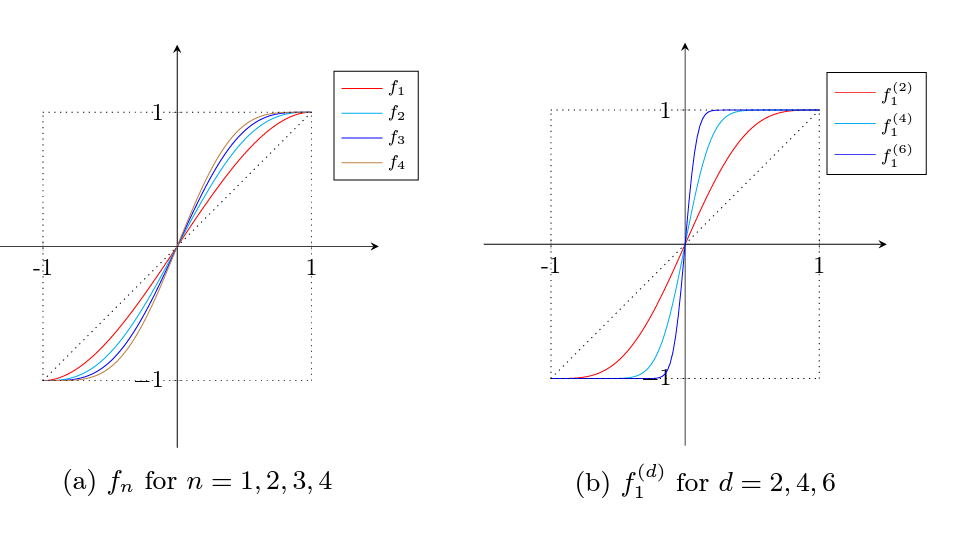 1
-1
1
−1
f₁
f₂
f₃
f₄
(a) fₙ for n = 1, 2, 3, 4
1
-1
1
−1
f₁⁽²⁾
f₁⁽⁴⁾
f₁⁽⁶⁾
(b) f₁⁽ᵈ⁾ for d = 2, 4, 6